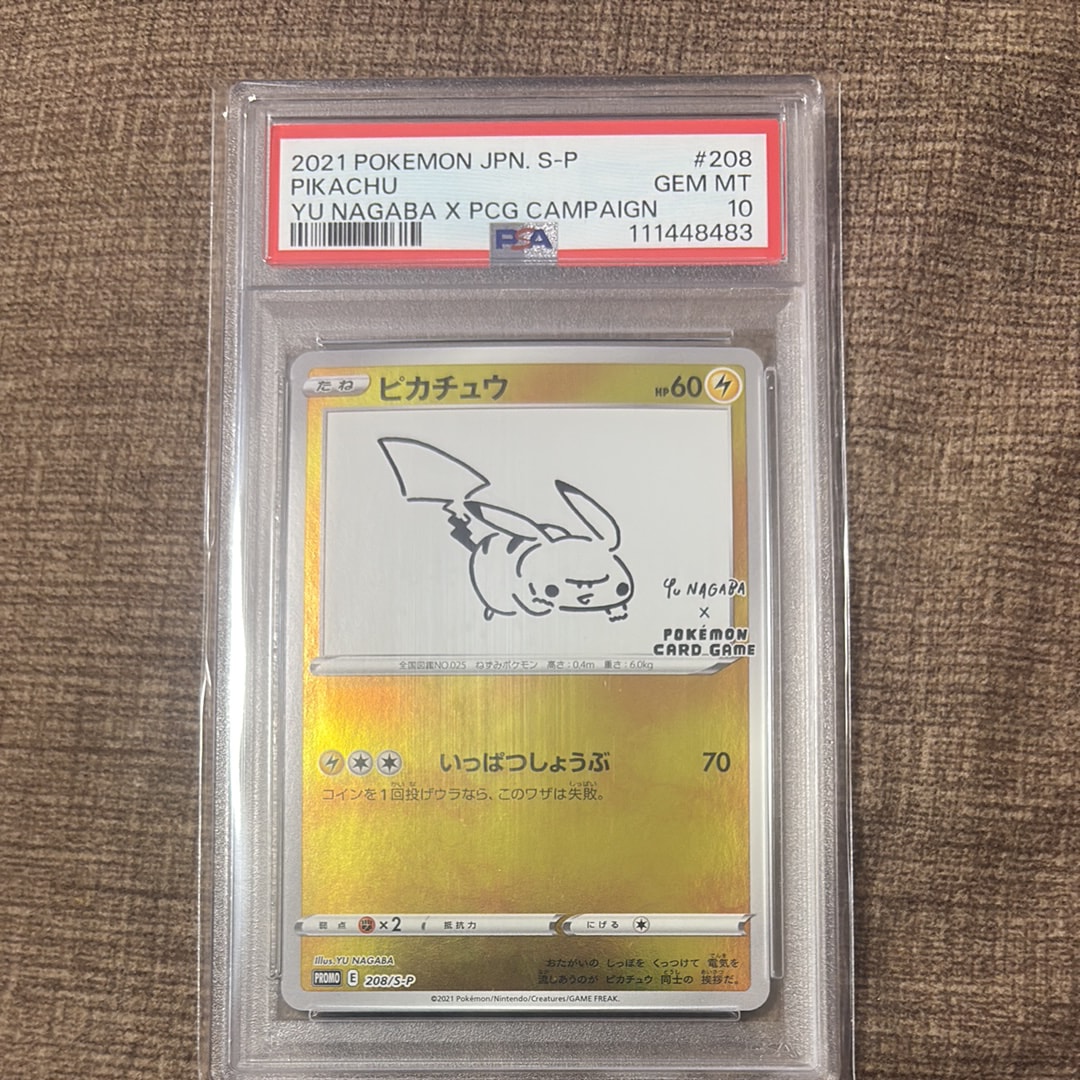 2021 POKEMON JPN. S-P #208
PIKACHU GEM MT
YU NAGABA X PCG CAMPAIGN 10
PSA 111448483
たね ピカチュウ HP60
YU NAGABA
×
POKÉMON
CARD GAME
全国図鑑NO.025 ねずみポケモン 高さ:0.4m 重さ:6.0kg
いっぱつしょうぶ 70
コインを1回投げウラなら、このワザは失敗。
弱点 ×2 抵抗力 にげる
Illus. YU NAGABA
おたがいの しっぽを くっつけて 電気を
PROMO E 208/S-P
流しあうのが ピカチュウ 同士の 挨拶だ。
©2021 Pokémon/Nintendo/Creatures/GAME FREAK.